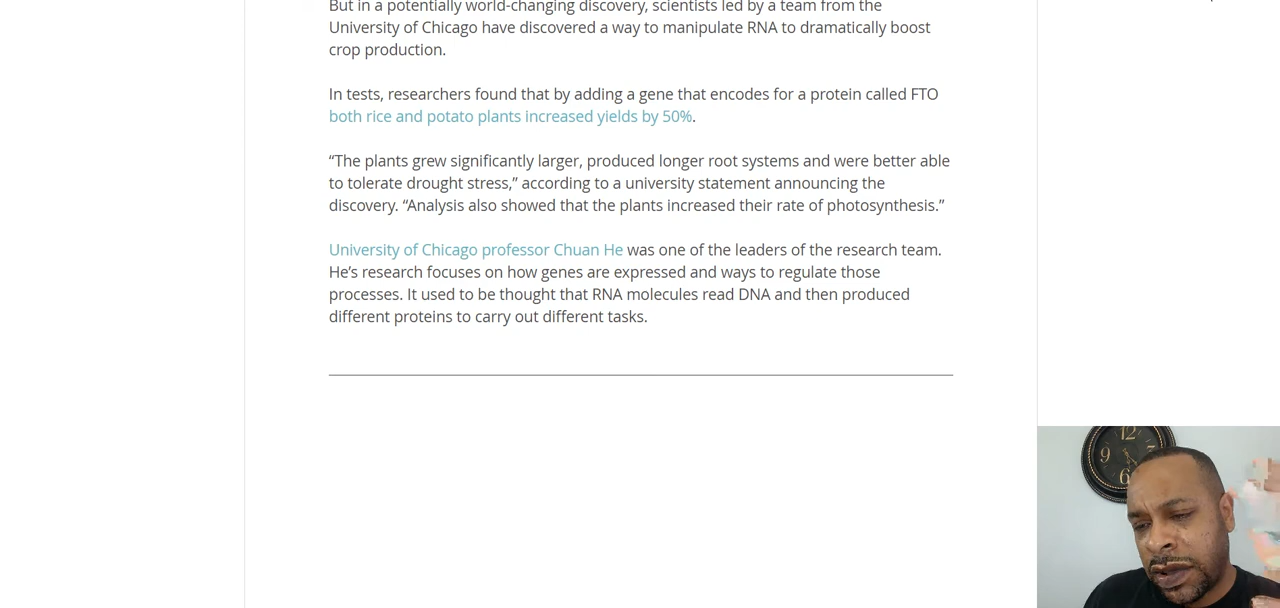 But in a potentially world-changing discovery, scientists led by a team from the
University of Chicago have discovered a way to manipulate RNA to dramatically boost
crop production.
In tests, researchers found that by adding a gene that encodes for a protein called FTO
both rice and potato plants increased yields by 50%.
“The plants grew significantly larger, produced longer root systems and were better able
to tolerate drought stress,” according to a university statement announcing the
discovery. “Analysis also showed that the plants increased their rate of photosynthesis.”
University of Chicago professor Chuan He was one of the leaders of the research team.
He’s research focuses on how genes are expressed and ways to regulate those
processes. It used to be thought that RNA molecules read DNA and then produced
different proteins to carry out different tasks.
12
9
6